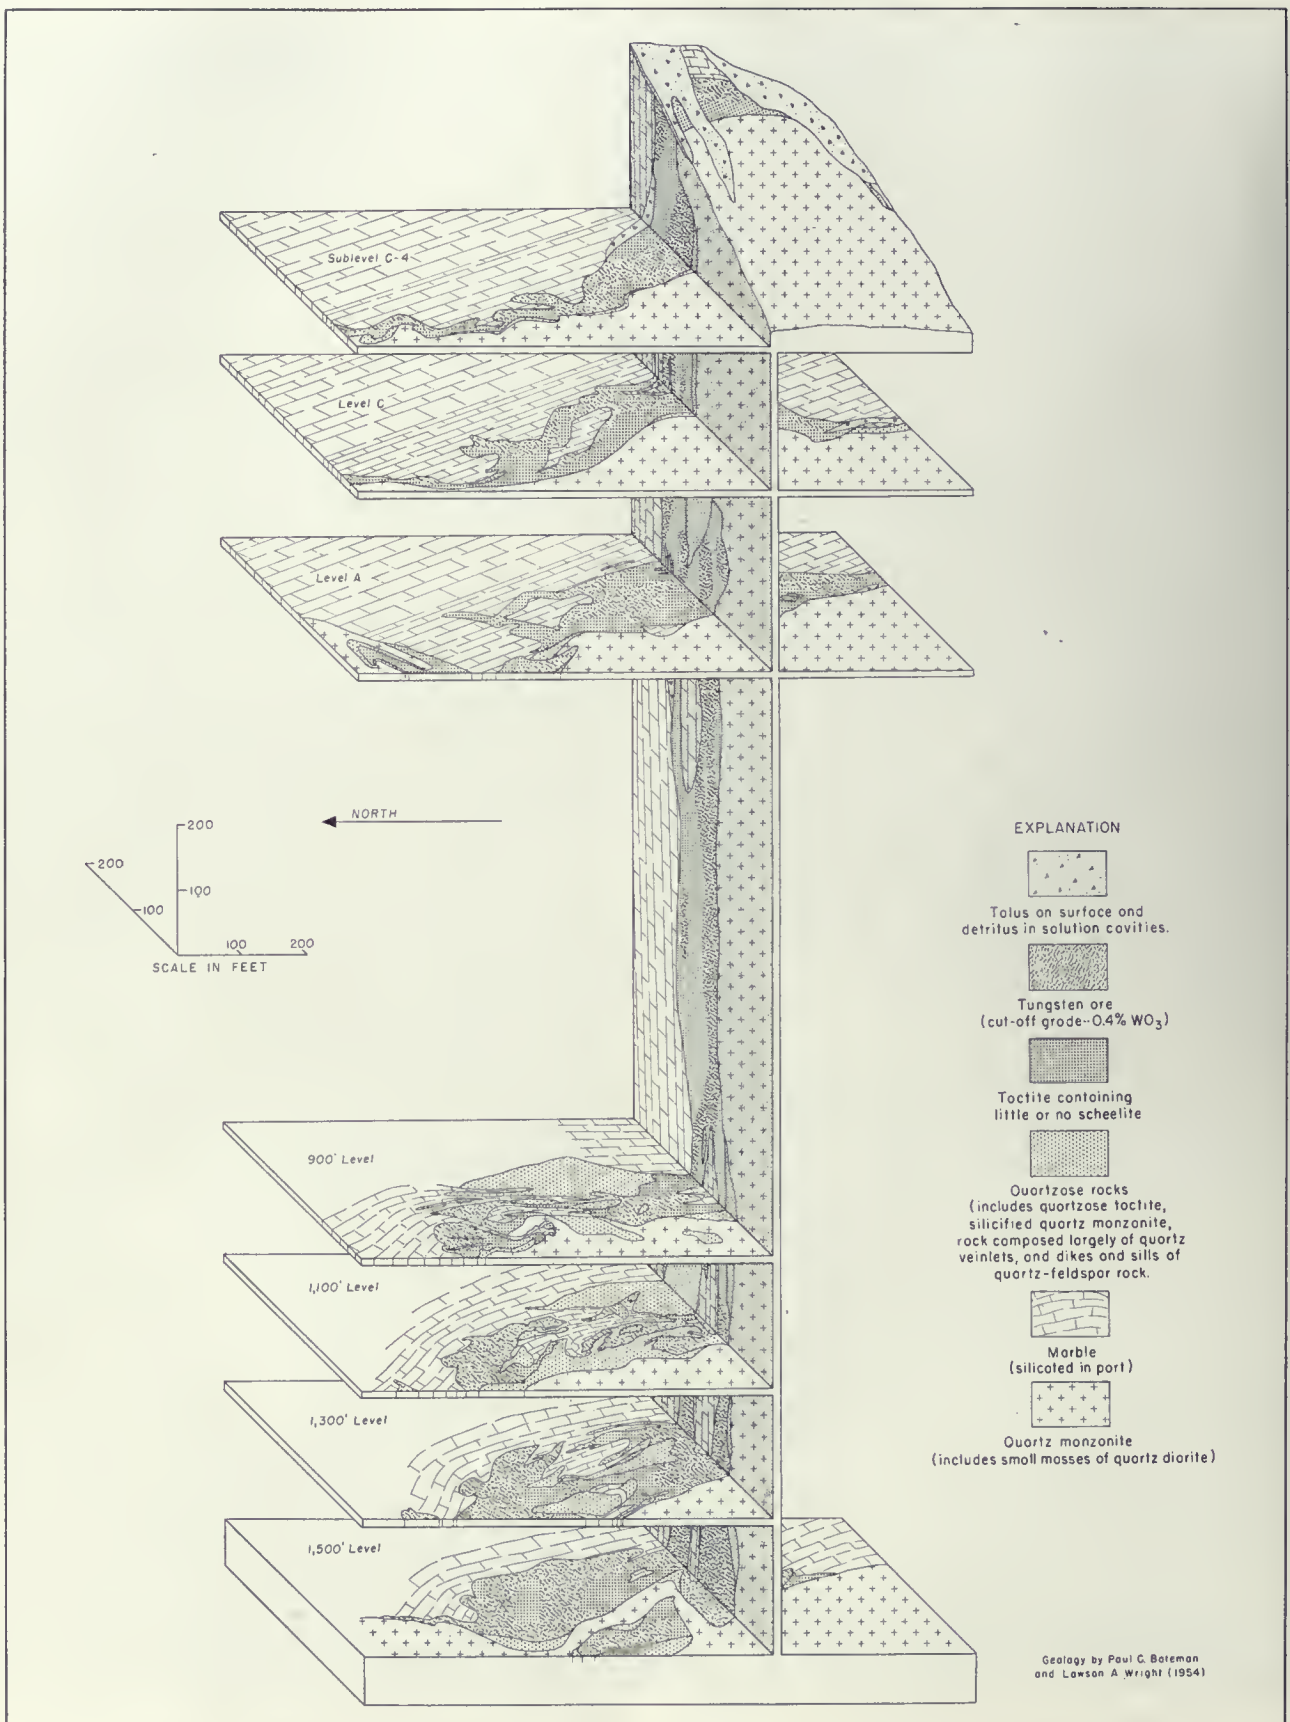 Sublevel C-4
Level C
Level A
NORTH
200
100
200
100
100 200
SCALE IN FEET
900' Level
1,100' Level
1,300' Level
1,500' Level
EXPLANATION
Talus on surface and
detritus in solution cavities.
Tungsten ore
(cut-off grade--0.4% WO3)
Tactite containing
little or no scheelite
Quartzose rocks
(includes quartzose tactite,
silicified quartz monzonite,
rock composed largely of quartz
veinlets, and dikes and sills of
quartz-feldspar rock.
Marble
(silicated in part)
Quartz monzonite
(includes small masses of quartz diorite)
Geology by Paul C. Bateman
and Lawson A Wright (1954)